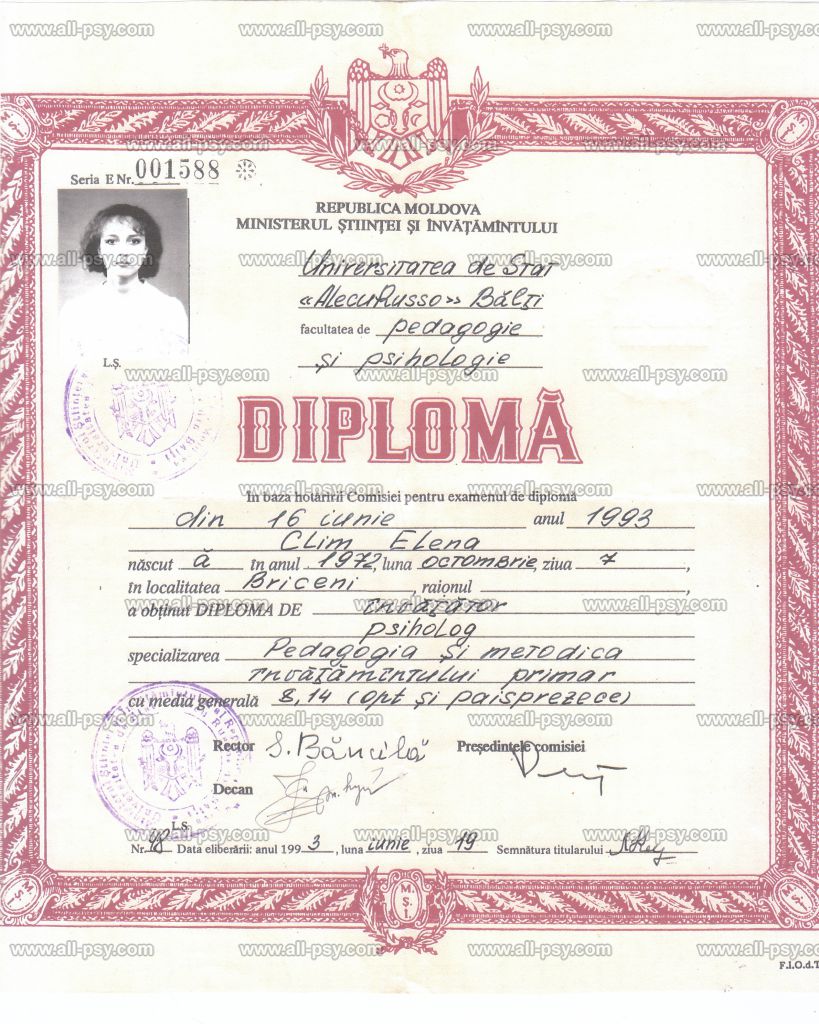 www.all-psy.com
Seria E Nr. 001588
REPUBLICA MOLDOVA
MINISTERUL ŞTIINŢEI ŞI ÎNVĂŢĂMÎNTULUI
Universitatea de Stat
«Alecu Russo» Bălţi
facultatea de pedagogie
şi psihologie
L.Ş.
DIPLOMĂ
În baza hotărîrii Comisiei pentru examenul de diplomă
din 16 iunie anul 1993
Clim Elena
născut ă în anul 1972, luna octombrie, ziua 7,
în localitatea Briceni, raionul
a obţinut DIPLOMA DE învăţător
psiholog
specializarea Pedagogia şi metodica
învăţămîntului primar
cu media generală 8,14 (opt şi paisprezece)
Rector S. Băncilă Preşedintele comisiei
Decan
L.Ş.
Nr. 48 Data eliberării: anul 1993, luna iunie, ziua 19 Semnătura titularului
M.Ş.Î.
F.I.O.d.T